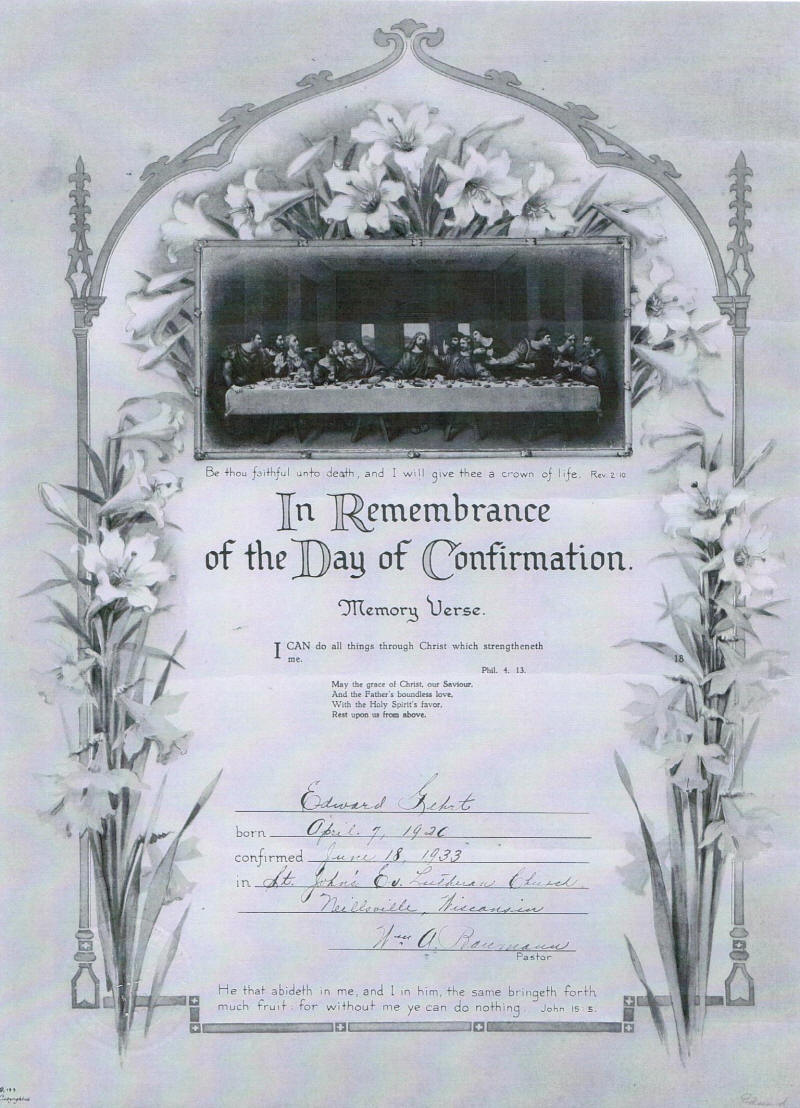 Be thou faithful unto death, and I will give thee a crown of life. Rev. 2:10
In Remembrance
of the Day of Confirmation.
Memory Verse.
I CAN do all things through Christ which strengtheneth
me.
18
Phil. 4. 13.
May the grace of Christ, our Saviour,
And the Father's boundless love,
With the Holy Spirit's favor,
Rest upon us from above.
Edward Gehrt
born April 7, 1920
confirmed June 18, 1933
in St. John's Ev. Lutheran Church,
Neillsville, Wisconsin
Wm A. Baumann
Pastor
He that abideth in me, and I in him, the same bringeth forth
much fruit: for without me ye can do nothing. John 15:5.
Edward